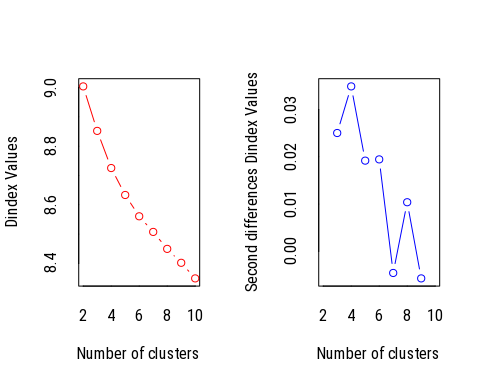 Dindex Values
9.0
8.8
8.6
8.4
2 4 6 8 10
Number of clusters
Second differences Dindex Values
0.03
0.02
0.01
0.00
2 4 6 8 10
Number of clusters